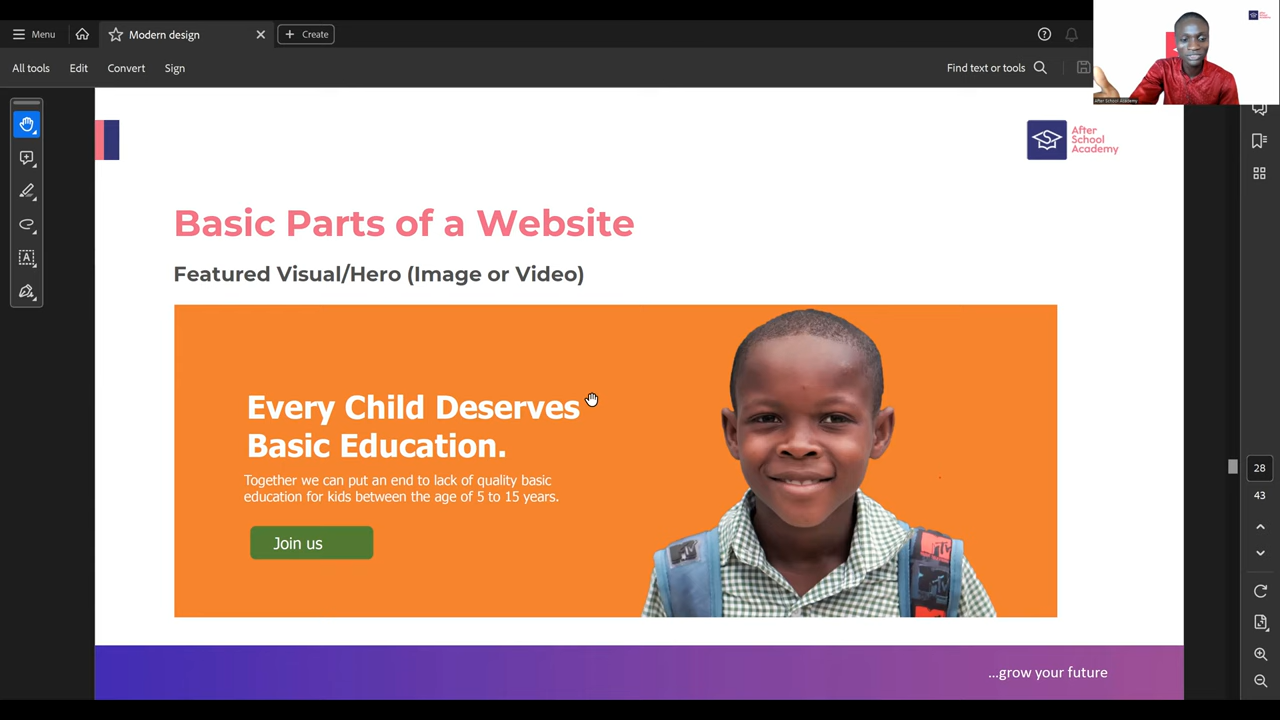 Menu
Modern design
Create
All tools
Edit
Convert
Sign
Find text or tools
After School Academy
After
School
Academy
Basic Parts of a Website
Featured Visual/Hero (Image or Video)
Every Child Deserves
Basic Education.
Together we can put an end to lack of quality basic
education for kids between the age of 5 to 15 years.
Join us
28
43
...grow your future